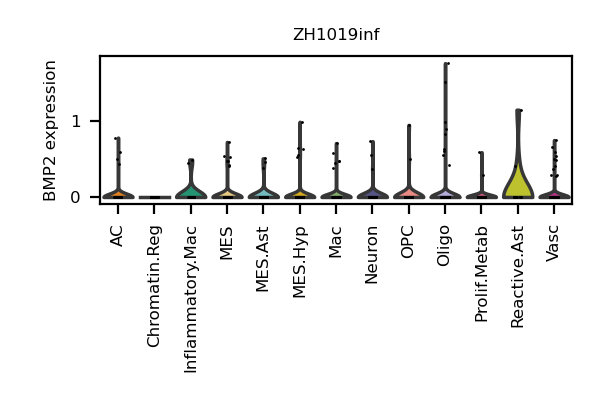 ZH1019inf
BMP2 expression
1
0
AC
Chromatin.Reg
Inflammatory.Mac
MES
MES.Ast
MES.Hyp
Mac
Neuron
OPC
Oligo
Prolif.Metab
Reactive.Ast
Vasc